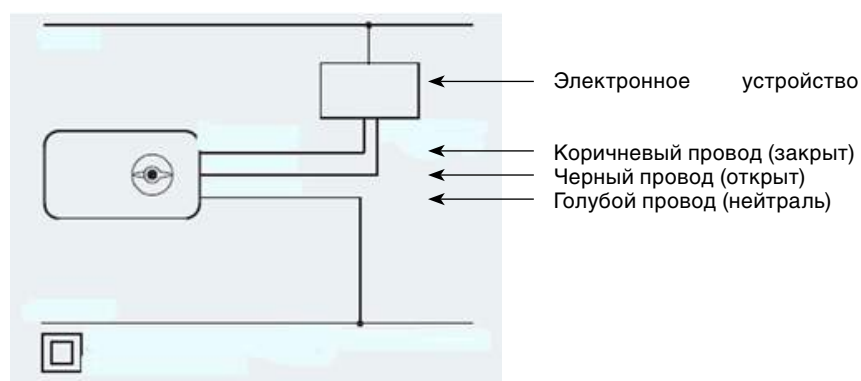 Электронное устройство
Коричневый провод (закрыт)
Черный провод (открыт)
Голубой провод (нейтраль)